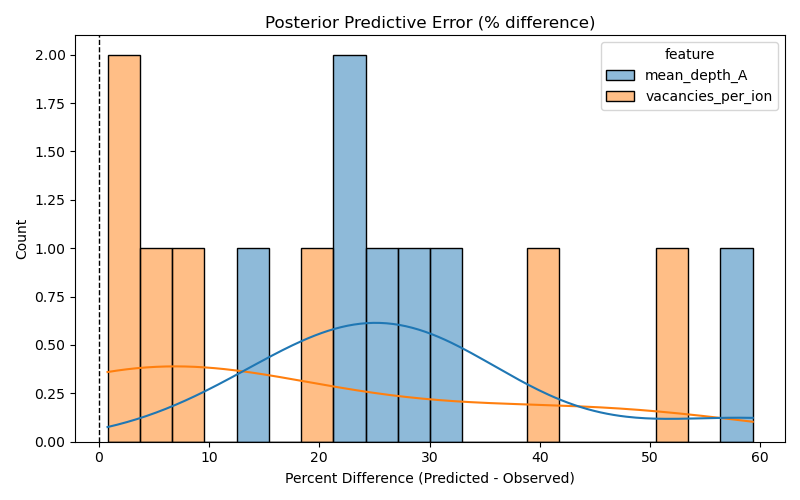 Posterior Predictive Error (% difference)
feature
mean_depth_A
vacancies_per_ion
2.00
1.75
1.50
1.25
1.00
0.75
0.50
0.25
0.00
Count
0 10 20 30 40 50 60
Percent Difference (Predicted - Observed)